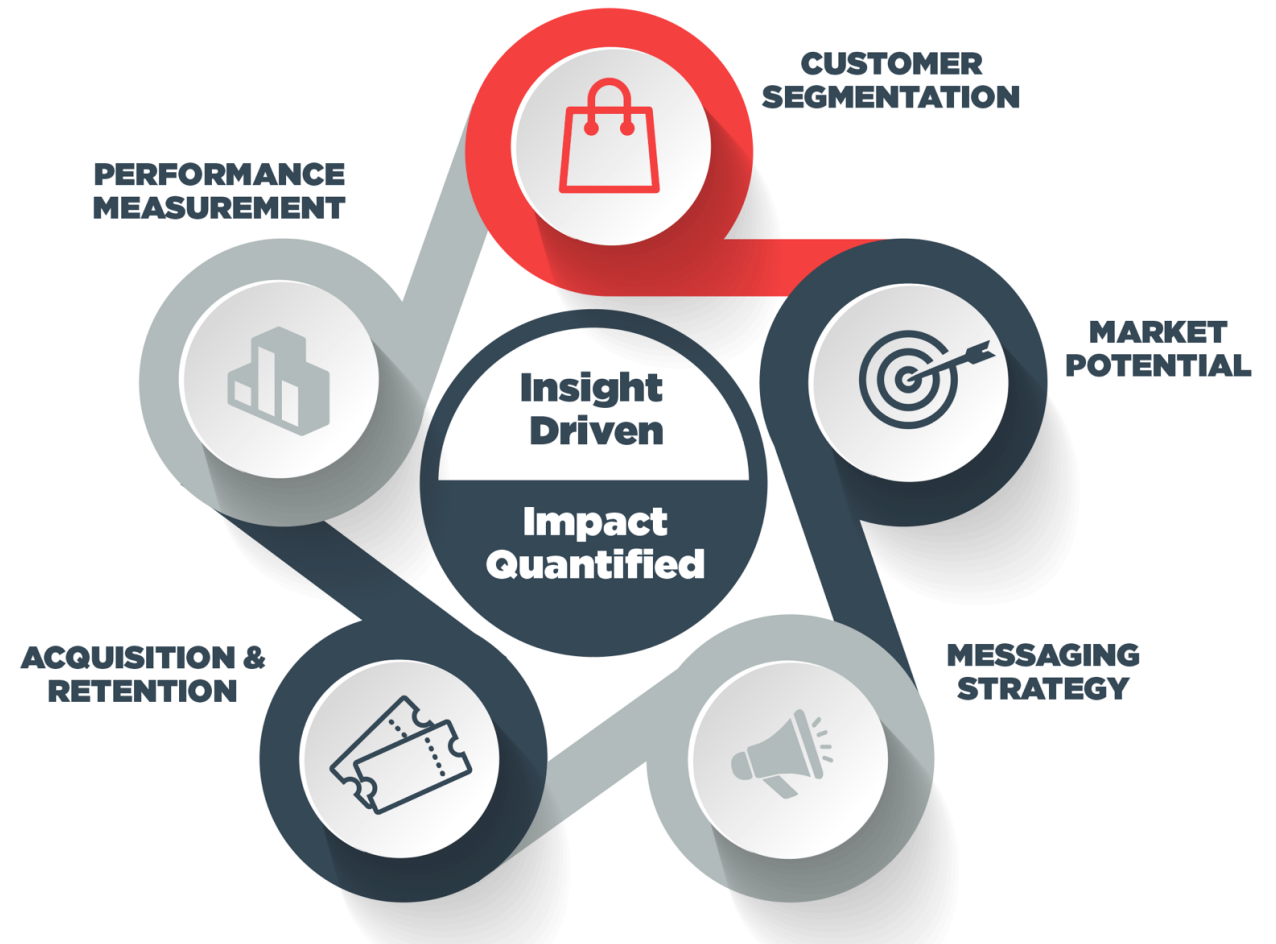 CUSTOMER
SEGMENTATION
PERFORMANCE
MEASUREMENT
MARKET
POTENTIAL
Insight
Driven
Impact
Quantified
ACQUISITION &
RETENTION
MESSAGING
STRATEGY